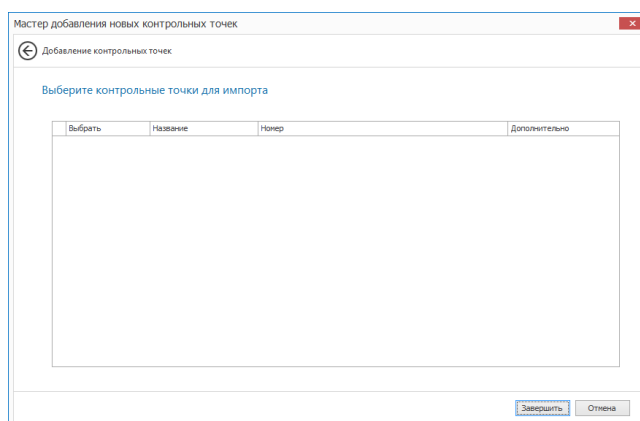 Мастер добавления новых контрольных точек
Добавление контрольных точек
Выберите контрольные точки для импорта
Выбрать Название Номер Дополнительно
Завершить Отмена